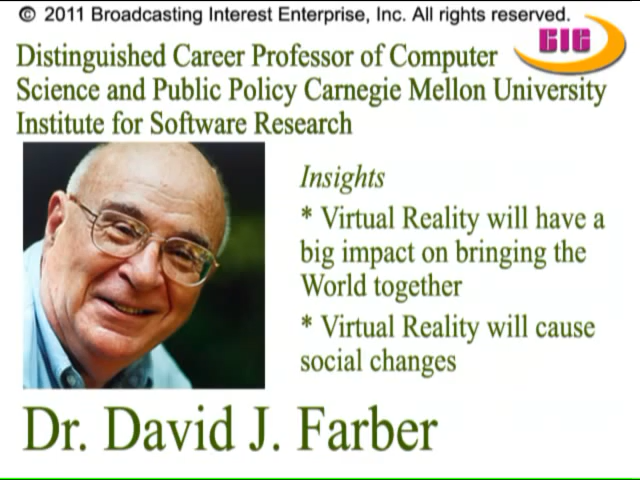 © 2011 Broadcasting Interest Enterprise, Inc. All rights reserved.
BIE
Distinguished Career Professor of Computer
Science and Public Policy Carnegie Mellon University
Institute for Software Research
Insights
* Virtual Reality will have a
big impact on bringing the
World together
* Virtual Reality will cause
social changes
Dr. David J. Farber